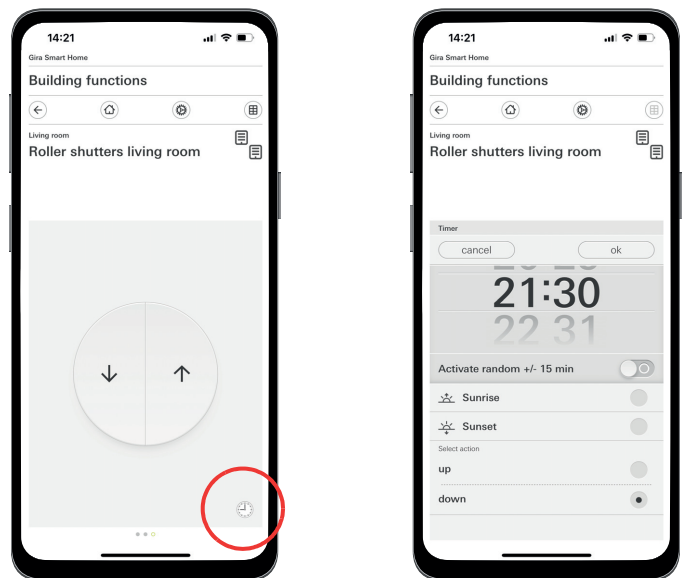 14:21
Gira Smart Home
Building functions
Living room
Roller shutters living room
14:21
Gira Smart Home
Building functions
Living room
Roller shutters living room
Timer
cancel ok
21:30
22 31
Activate random +/- 15 min
Sunrise
Sunset
Select action
up
down